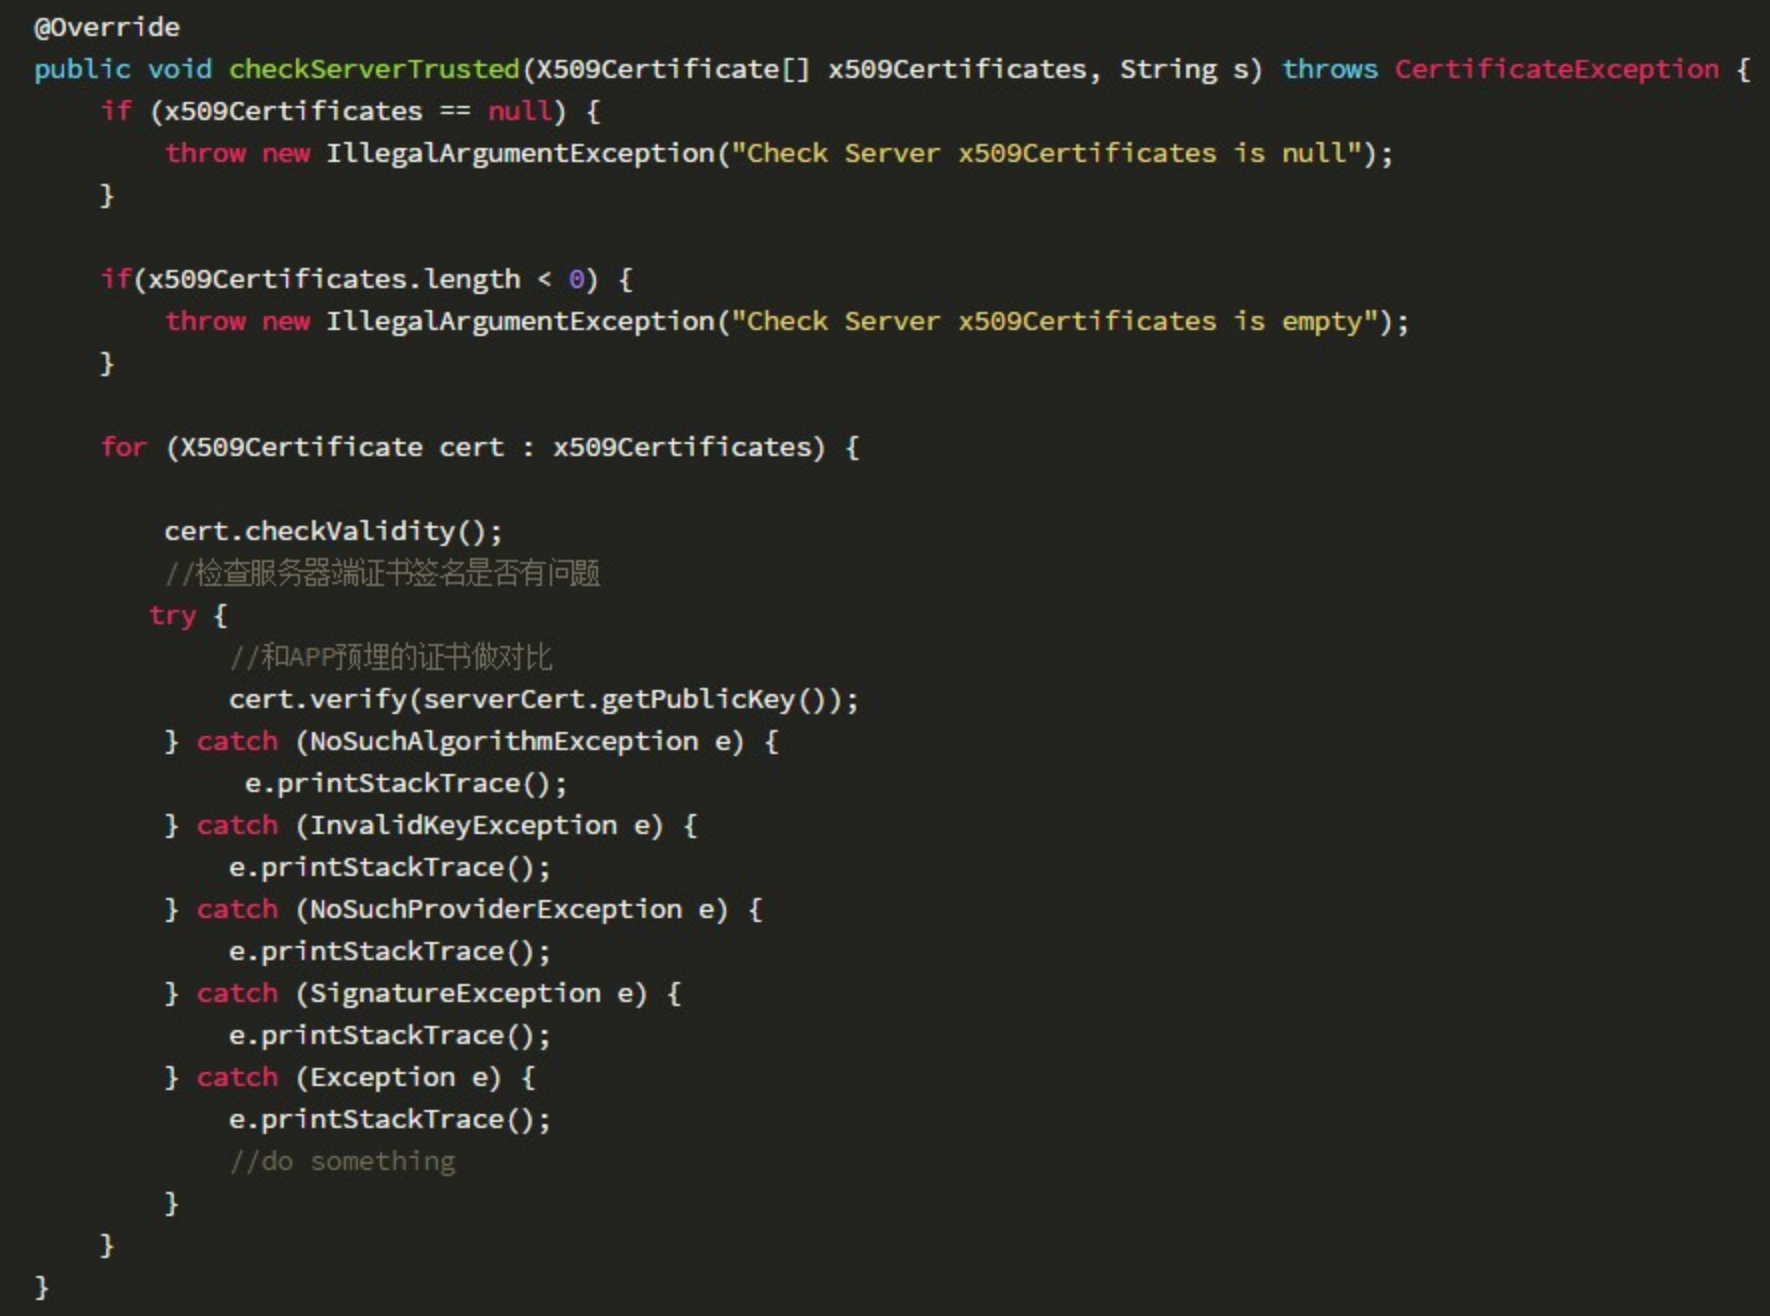 @Override
public void checkServerTrusted(X509Certificate[] x509Certificates, String s) throws CertificateException {
    if (x509Certificates == null) {
        throw new IllegalArgumentException("Check Server x509Certificates is null");
    }

    if(x509Certificates.length < 0) {
        throw new IllegalArgumentException("Check Server x509Certificates is empty");
    }

    for (X509Certificate cert : x509Certificates) {

        cert.checkValidity();
        //检查服务器端证书签名是否有问题
       try {
            //和APP预埋的证书做对比
            cert.verify(serverCert.getPublicKey());
        } catch (NoSuchAlgorithmException e) {
             e.printStackTrace();
        } catch (InvalidKeyException e) {
            e.printStackTrace();
        } catch (NoSuchProviderException e) {
            e.printStackTrace();
        } catch (SignatureException e) {
            e.printStackTrace();
        } catch (Exception e) {
            e.printStackTrace();
            //do something
        }
    }
}